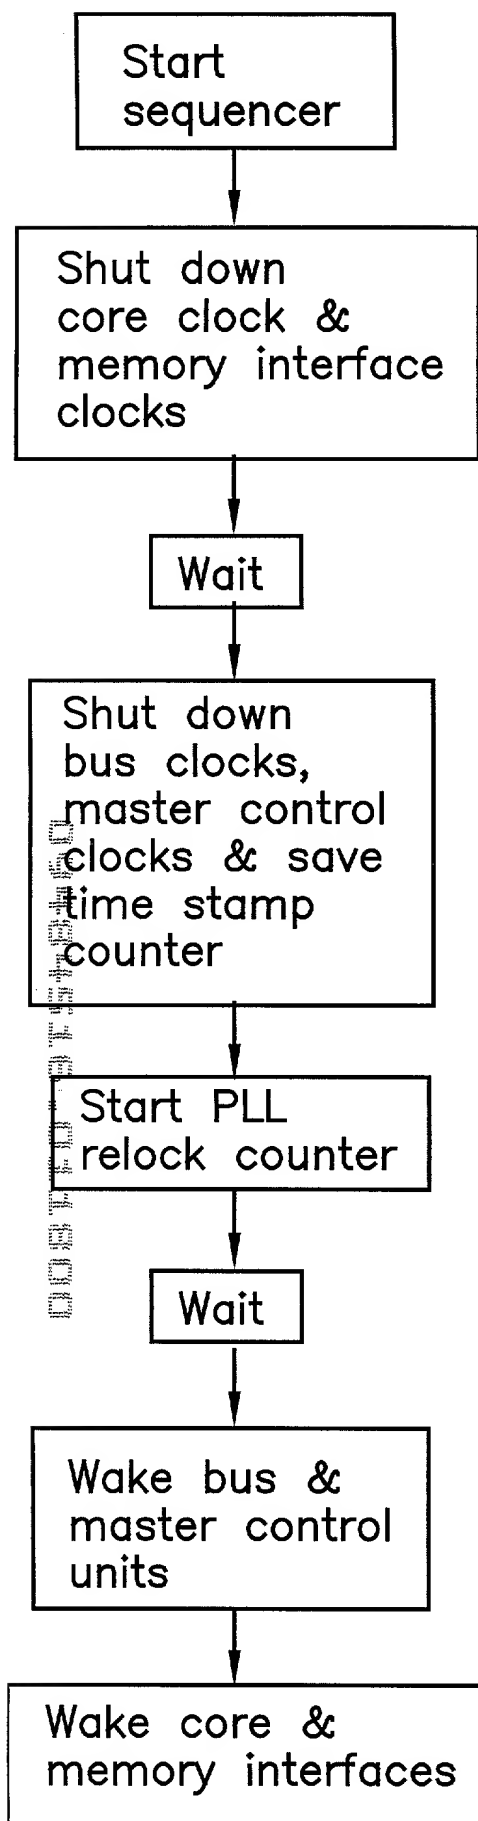 Start
sequencer
Shut down
core clock &
memory interface
clocks
Wait
Shut down
bus clocks,
master control
clocks & save
time stamp
counter
Start PLL
relock counter
Wait
Wake bus &
master control
units
Wake core &
memory interfaces